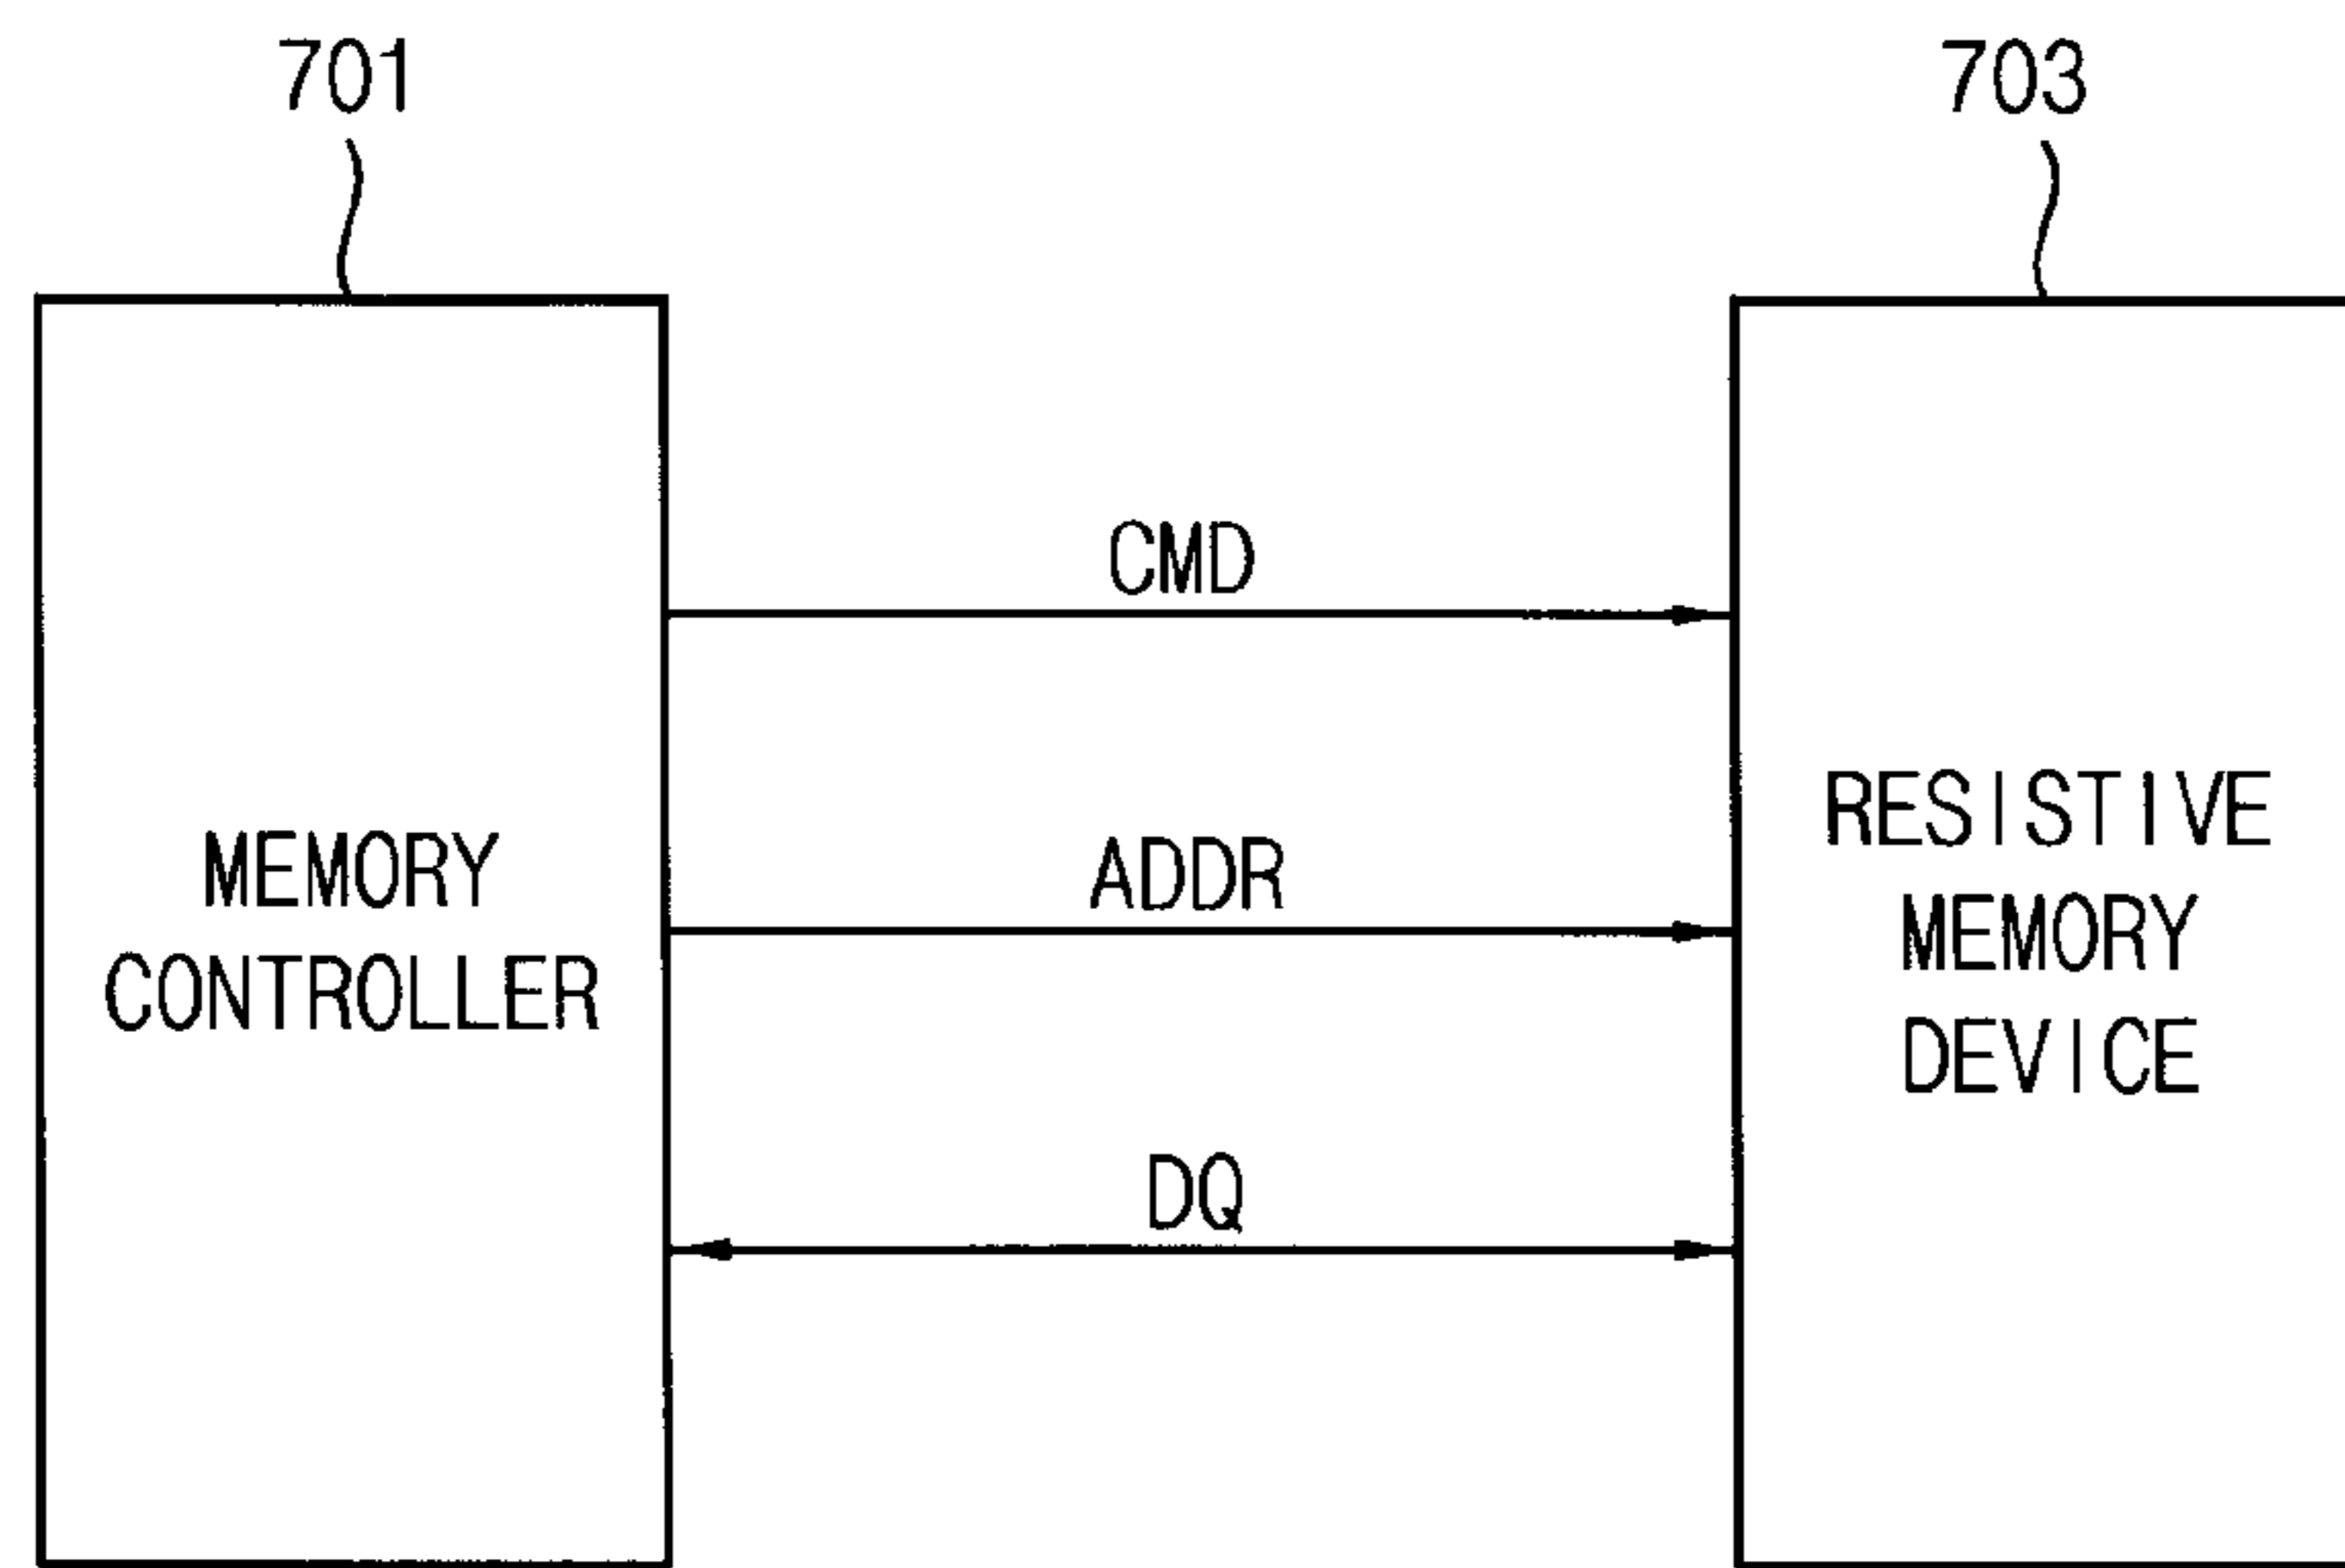 701
703
MEMORY
CONTROLLER
CMD
ADDR
DQ
RESISTIVE
MEMORY
DEVICE